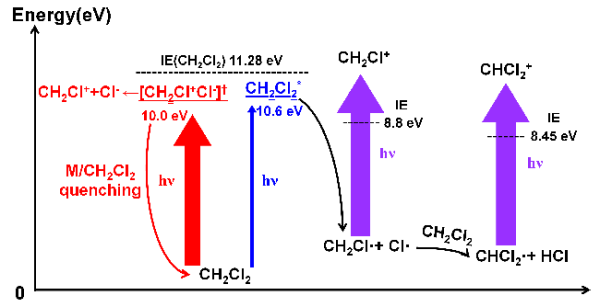 Energy(eV)
IE(CH₂Cl₂) 11.28 eV
CH₂Cl⁺
CHCl₂⁺
CH₂Cl⁺+Cl⁻←[CH₂Cl⁺Cl⁻]†
CH₂Cl₂*
10.0 eV
10.6 eV
IE
8.8 eV
IE
8.45 eV
M/CH₂Cl₂
quenching
hν
hν
hν
hν
CH₂Cl₂
CH₂Cl·+ Cl·
CH₂Cl₂
CHCl₂·+ HCl
0